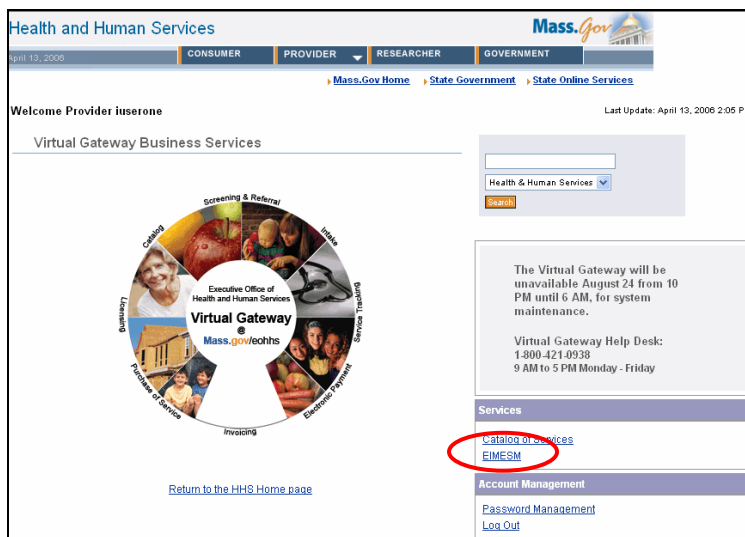 Health and Human Services
Mass.Gov
April 13, 2006
CONSUMER
PROVIDER
RESEARCHER
GOVERNMENT
Mass.Gov Home
State Government
State Online Services
Welcome Provider iuserone
Last Update: April 13, 2006 2:05 P
Virtual Gateway Business Services
Health & Human Services
Search
Screening & Referral
Intake
Service Tracking
Electronic Payment
Invoicing
Purchase of Service
Licensing
Catalog
Executive Office of
Health and Human Services
Virtual Gateway
@
Mass.gov/eohhs
Return to the HHS Home page
The Virtual Gateway will be
unavailable August 24 from 10
PM until 6 AM, for system
maintenance.
Virtual Gateway Help Desk:
1-800-421-0938
9 AM to 5 PM Monday - Friday
Services
Catalog of Services
EIMESM
Account Management
Password Management
Log Out